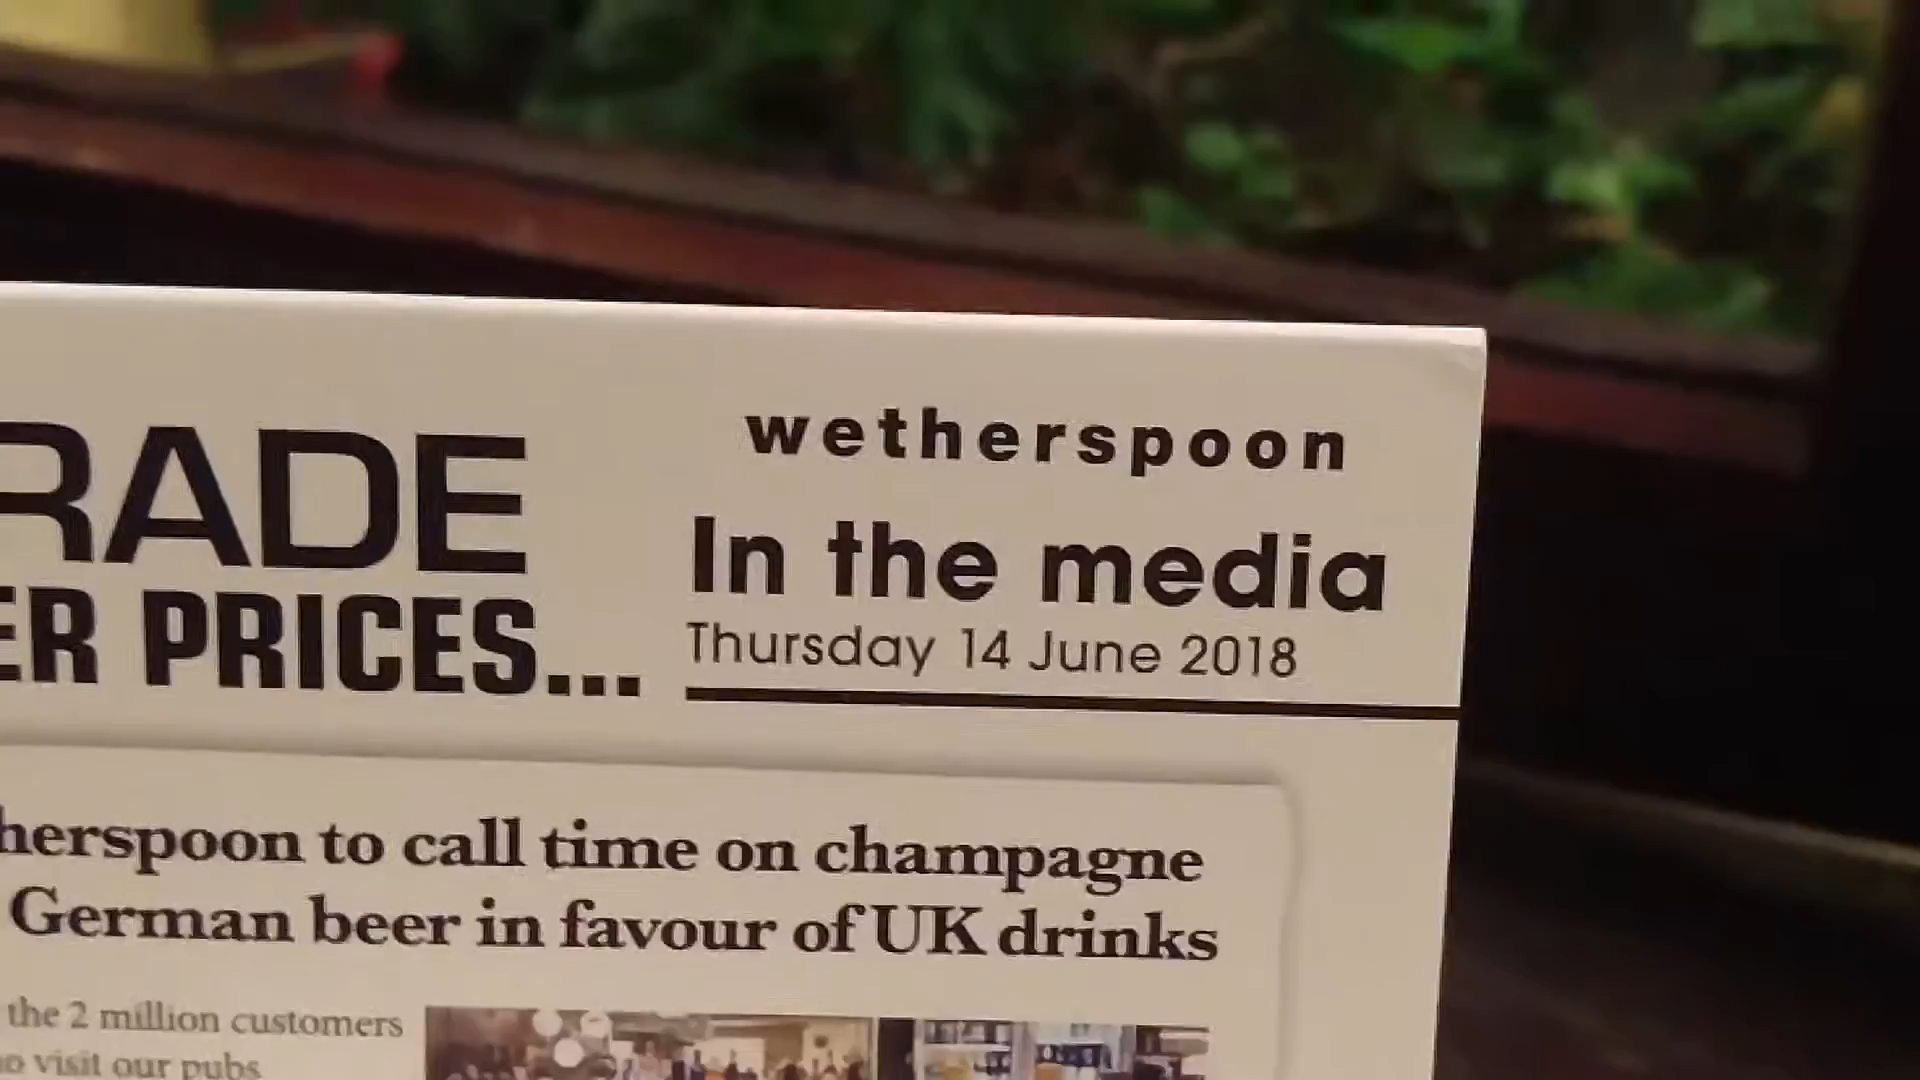 RADE
ER PRICES...
wetherspoon
In the media
Thursday 14 June 2018
herspoon to call time on champagne
German beer in favour of UK drinks
the 2 million customers
visit our pubs